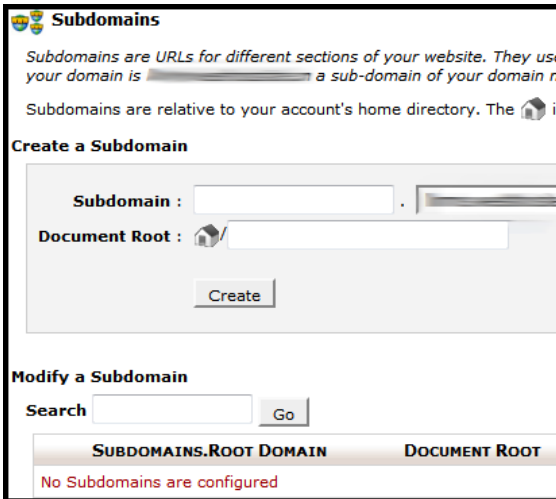 Subdomains
Subdomains are URLs for different sections of your website. They
your domain is a sub-domain of your domain
Subdomains are relative to your account's home directory. The
Create a Subdomain
Subdomain : .
Document Root : /
Create
Modify a Subdomain
Search Go
SUBDOMAINS.ROOT DOMAIN DOCUMENT ROOT
No Subdomains are configured